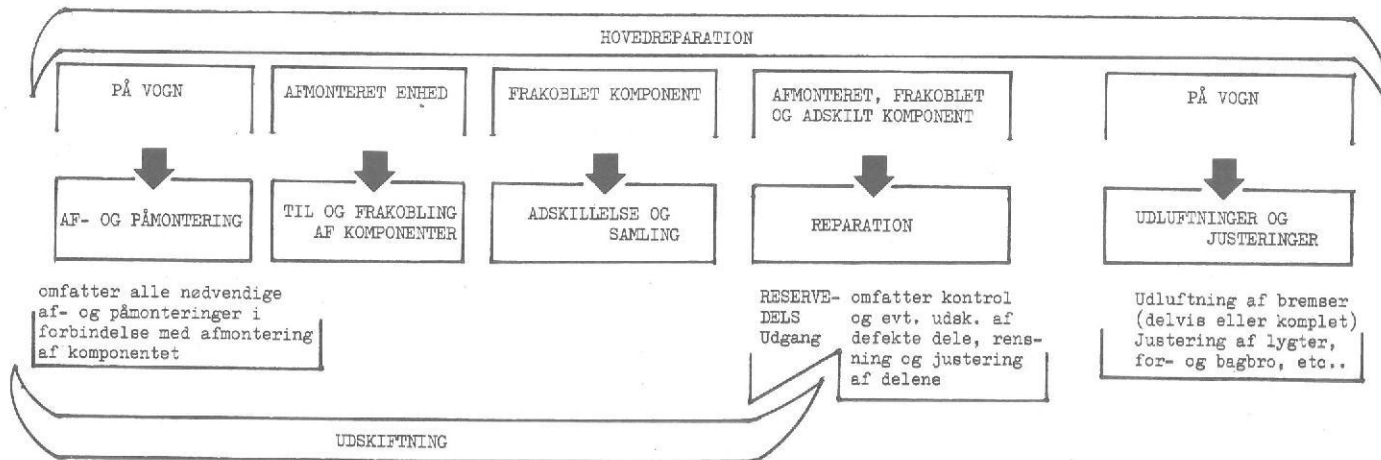 HOVEDREPARATION
PÅ VOGN
AFMONTERET ENHED
FRAKOBLET KOMPONENT
AFMONTERET, FRAKOBLET
OG ADSKILT KOMPONENT
PÅ VOGN
AF- OG PÅMONTERING
TIL OG FRAKOBLING
AF KOMPONENTER
ADSKILLELSE OG
SAMLING
REPARATION
UDLUFTNINGER OG
JUSTERINGER
omfatter alle nødvendige
af- og påmonteringer i
forbindelse med afmontering
af komponentet
RESERVE-
DELS
Udgang
omfatter kontrol
og evt. udsk. af
defekte dele, rens-
ning og justering
af delene
Udluftning af bremser
(delvis eller komplet)
Justering af lygter,
for- og bagbro, etc..
UDSKIFTNING